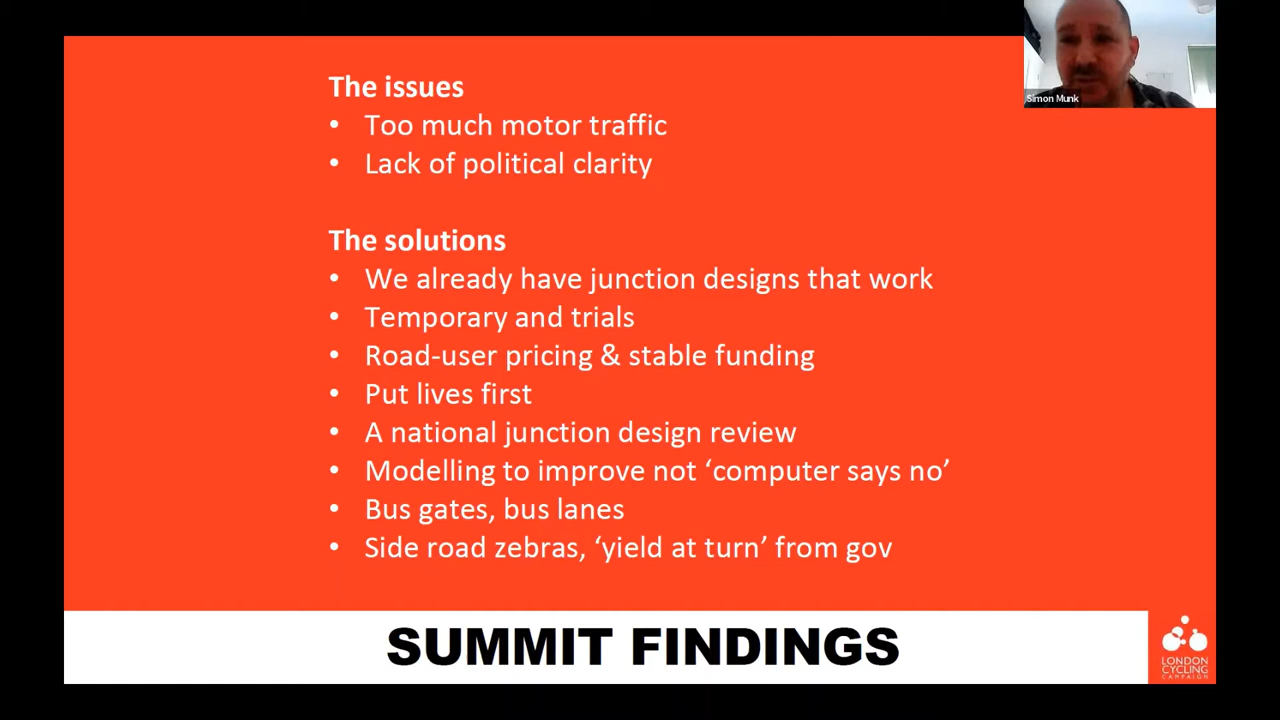 The issues
• Too much motor traffic
• Lack of political clarity
The solutions
• We already have junction designs that work
• Temporary and trials
• Road-user pricing & stable funding
• Put lives first
• A national junction design review
• Modelling to improve not ‘computer says no’
• Bus gates, bus lanes
• Side road zebras, ‘yield at turn’ from gov
SUMMIT FINDINGS
Simon Munk
LONDON
CYCLING
CAMPAIGN